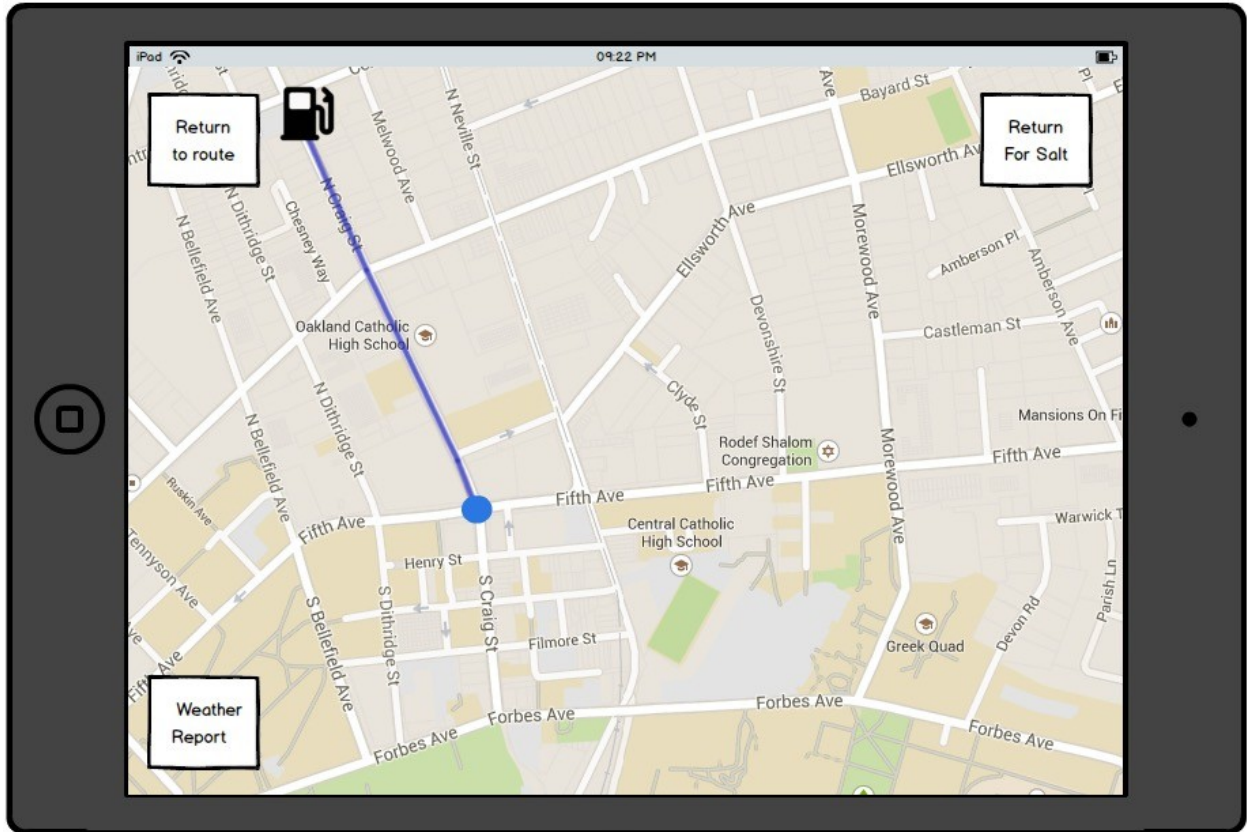 iPod
09:22 PM
Return
to route
Return
For Salt
Weather
Report
Bayard St
Ave
Pl
N Neville St
Melwood Ave
Ellsworth Ave
N Craig St
N Dithridge St
Chesney Way
N Bellefield Ave
Ellsworth Ave
Morewood Ave
Amberson Pl
Amberson Ave
Oakland Catholic
High School
Devonshire St
Castleman St
Clyde St
N Dithridge St
N Bellefield Ave
Mansions On Fi
Rodef Shalom
Congregation
Morewood Ave
Fifth Ave
Fifth Ave
Fifth Ave
Fifth Ave
Ruskin Ave
Warwick T
Central Catholic
High School
Henry St
Tennyson Ave
S Craig St
S Dithridge St
S Bellefield Ave
Filmore St
Devon Rd
Parish Ln
Greek Quad
Fifth Ave
Forbes Ave
Forbes Ave
Forbes Ave
Forbes Ave